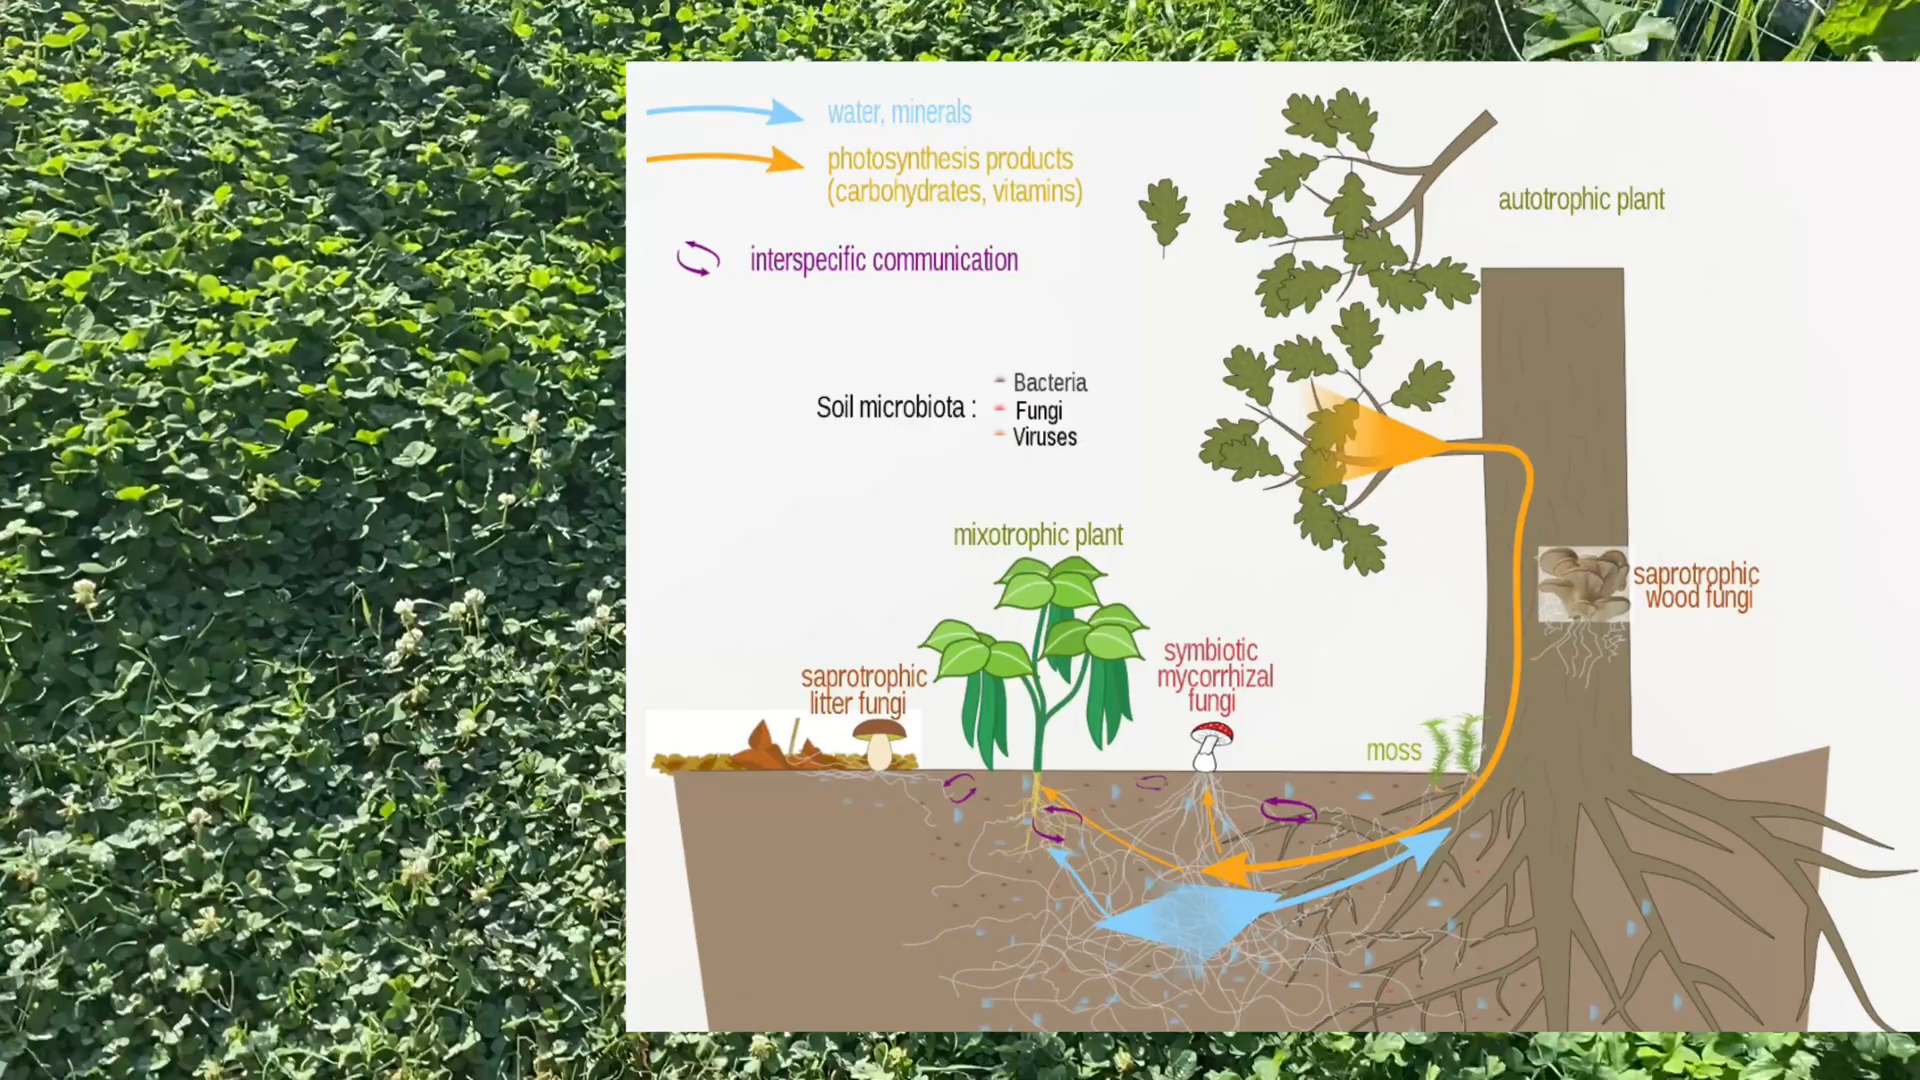 water, minerals
photosynthesis products
(carbohydrates, vitamins)
autotrophic plant
interspecific communication
Soil microbiota :
- Bacteria
- Fungi
- Viruses
mixotrophic plant
saprotrophic
wood fungi
symbiotic
mycorrhizal
fungi
saprotrophic
litter fungi
moss